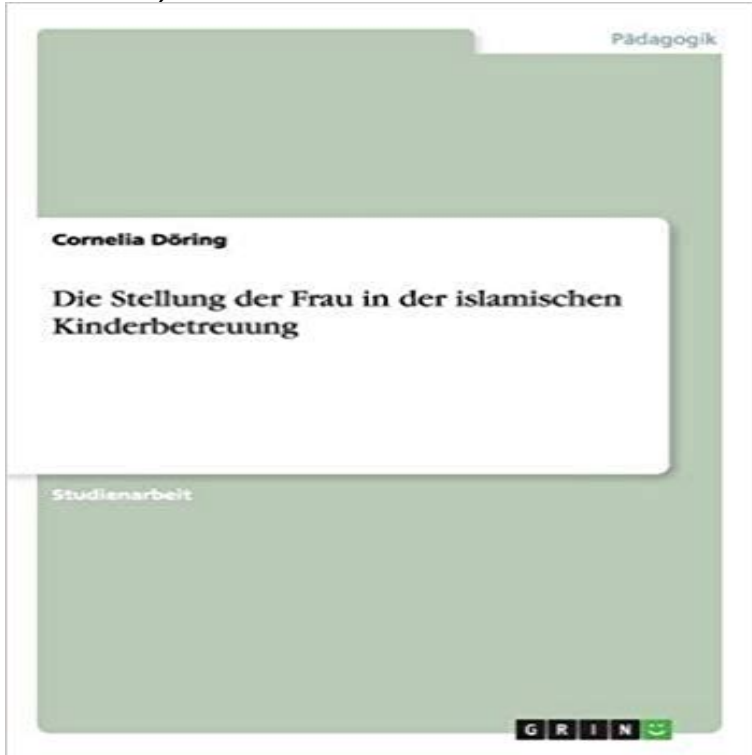 Pädagogik
Cornelia Döring
Die Stellung der Frau in der islamischen
Kinderbetreuung
Studienarbeit
GRIN